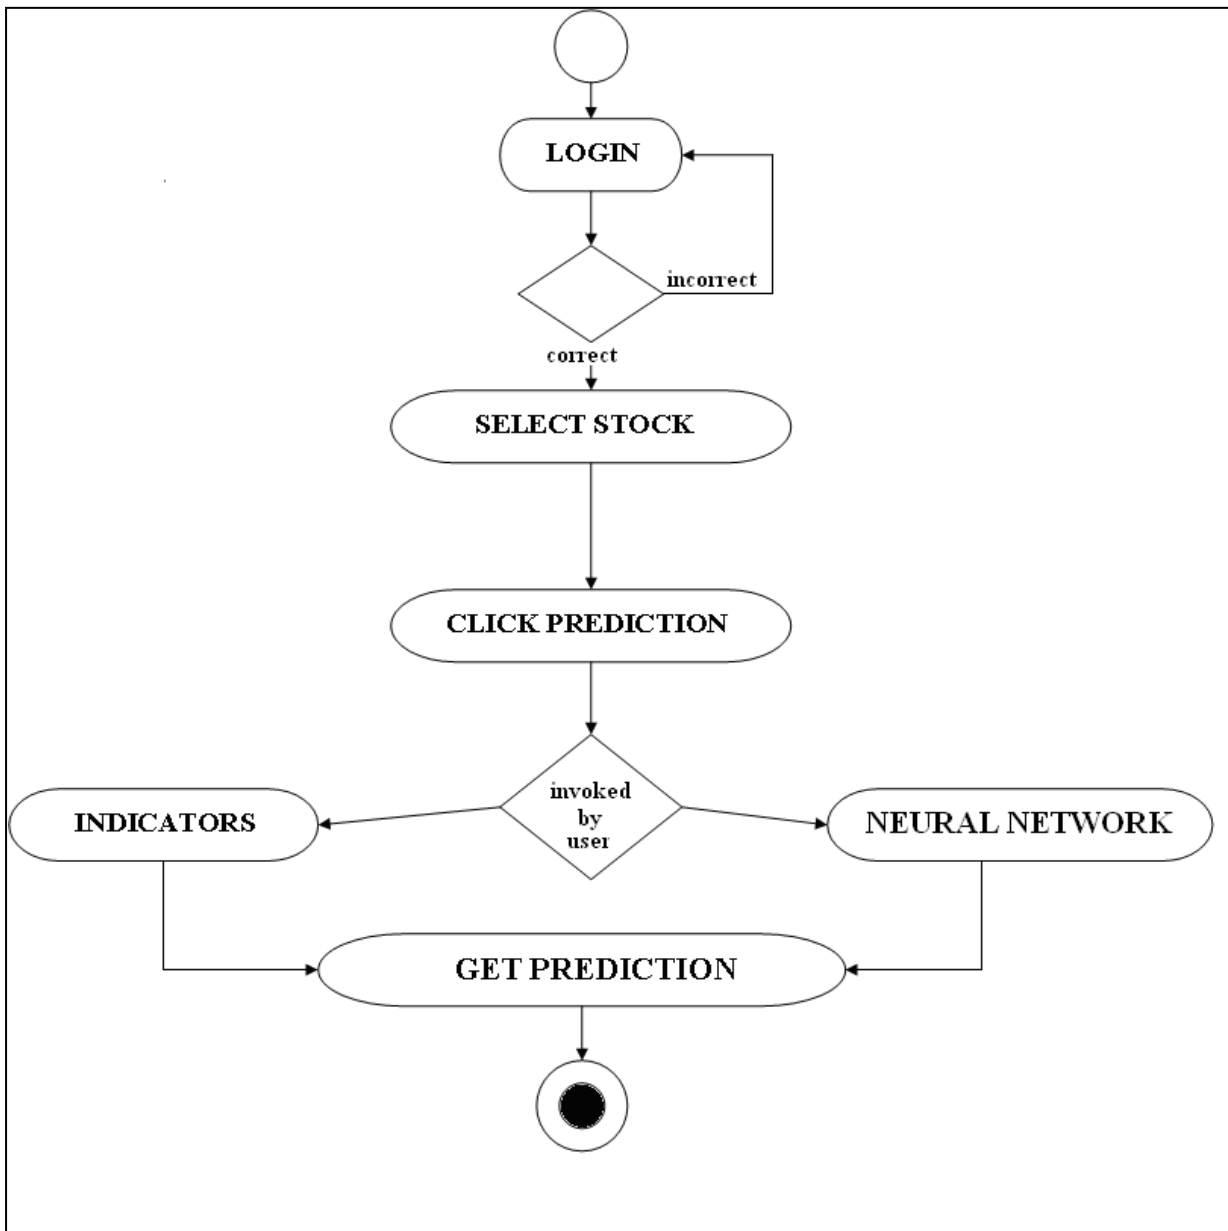 LOGIN
incorrect
correct
SELECT STOCK
CLICK PREDICTION
invoked
by
user
INDICATORS
NEURAL NETWORK
GET PREDICTION